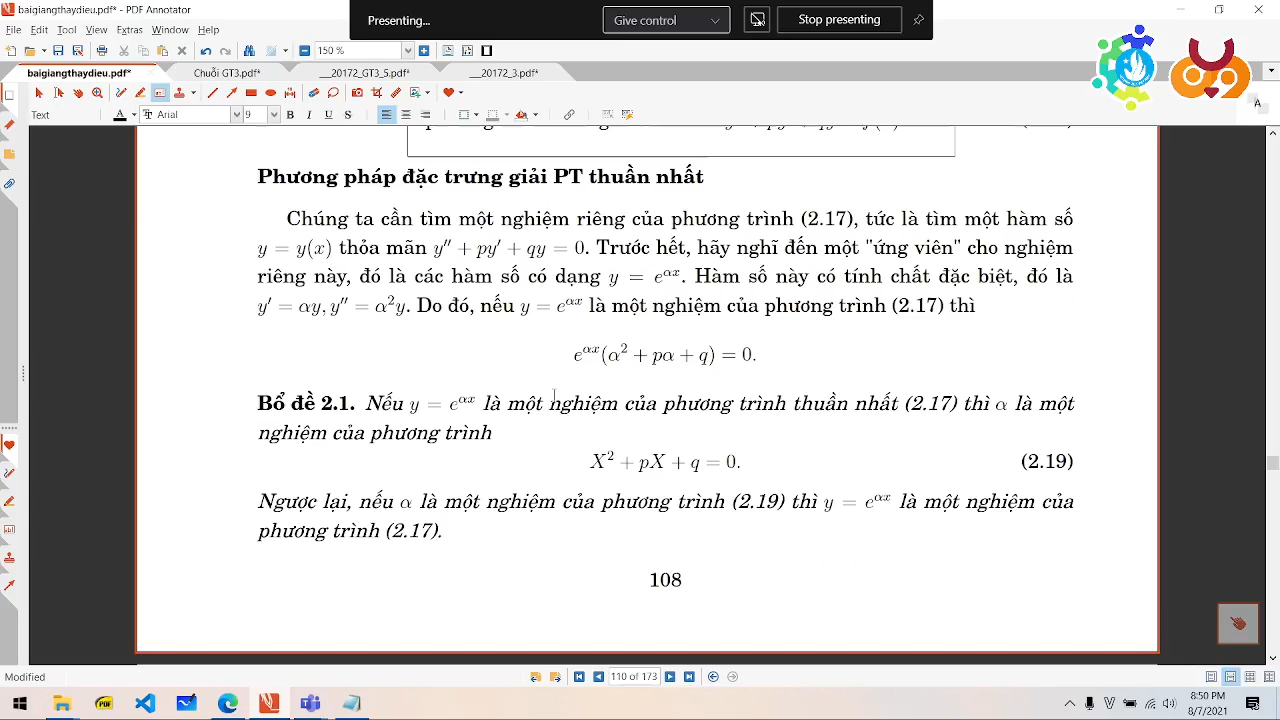 Presenting...
Give control
Stop presenting
baigiangthaydieu.pdf* - PDF Annotator
File Edit Tool Window Help
150 %
baigiangthaydieu.pdf* Chuỗi GT3.pdf* __20172_GT3_5.pdf* __20172_3.pdf*
Text Arial 9 B I U S
Phương pháp đặc trưng giải PT thuần nhất
Chúng ta cần tìm một nghiệm riêng của phương trình (2.17), tức là tìm một hàm số
y = y(x) thỏa mãn y″ + py′ + qy = 0. Trước hết, hãy nghĩ đến một "ứng viên" cho nghiệm
riêng này, đó là các hàm số có dạng y = e^{αx}. Hàm số này có tính chất đặc biệt, đó là
y′ = αy, y″ = α²y. Do đó, nếu y = e^{αx} là một nghiệm của phương trình (2.17) thì
e^{αx}(α² + pα + q) = 0.
Bổ đề 2.1. Nếu y = e^{αx} là một nghiệm của phương trình thuần nhất (2.17) thì α là một
nghiệm của phương trình
X² + pX + q = 0. (2.19)
Ngược lại, nếu α là một nghiệm của phương trình (2.19) thì y = e^{αx} là một nghiệm của
phương trình (2.17).
108
Modified
110 of 173
8:50 PM
8/7/2021